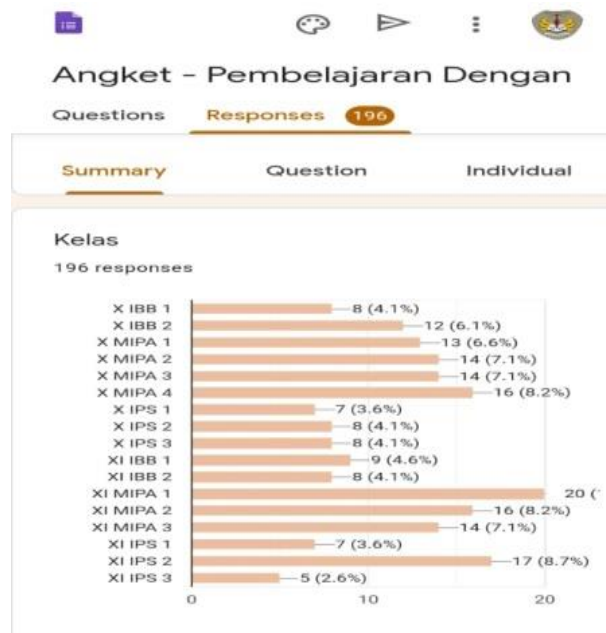 Angket - Pembelajaran Dengan
Questions Responses 196
Summary Question Individual
Kelas
196 responses
X IBB 1 8 (4.1%)
X IBB 2 12 (6.1%)
X MIPA 1 13 (6.6%)
X MIPA 2 14 (7.1%)
X MIPA 3 14 (7.1%)
X MIPA 4 16 (8.2%)
X IPS 1 7 (3.6%)
X IPS 2 8 (4.1%)
X IPS 3 8 (4.1%)
XI IBB 1 9 (4.6%)
XI IBB 2 8 (4.1%)
XI MIPA 1 20 (
XI MIPA 2 16 (8.2%)
XI MIPA 3 14 (7.1%)
XI IPS 1 7 (3.6%)
XI IPS 2 17 (8.7%)
XI IPS 3 5 (2.6%)
0 10 20